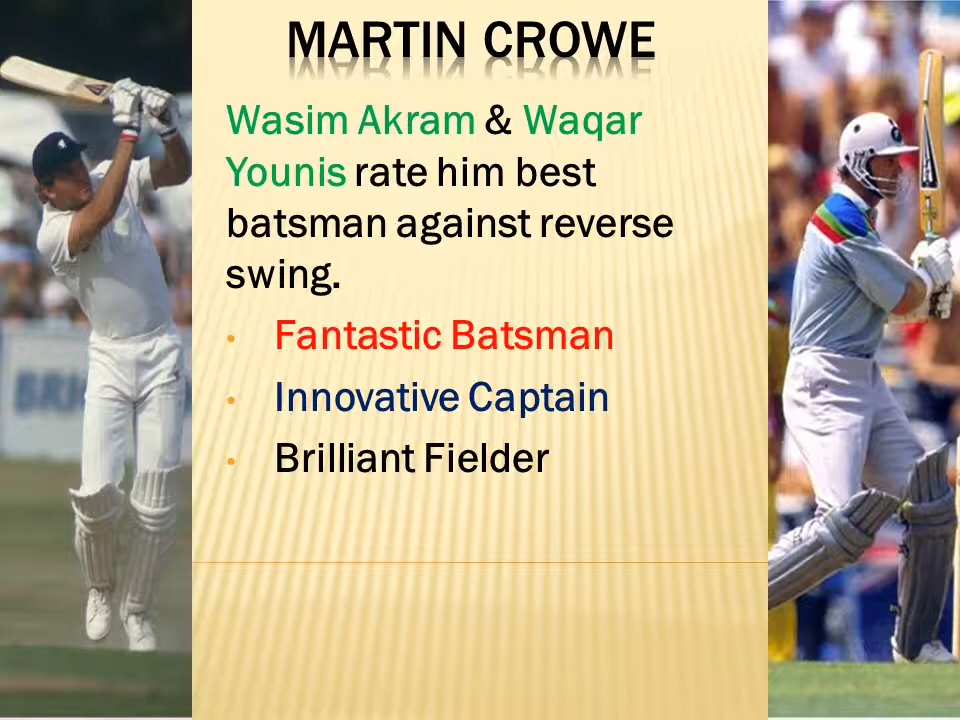 MARTIN CROWE
Wasim Akram & Waqar
Younis rate him best
batsman against reverse
swing.
• Fantastic Batsman
• Innovative Captain
• Brilliant Fielder